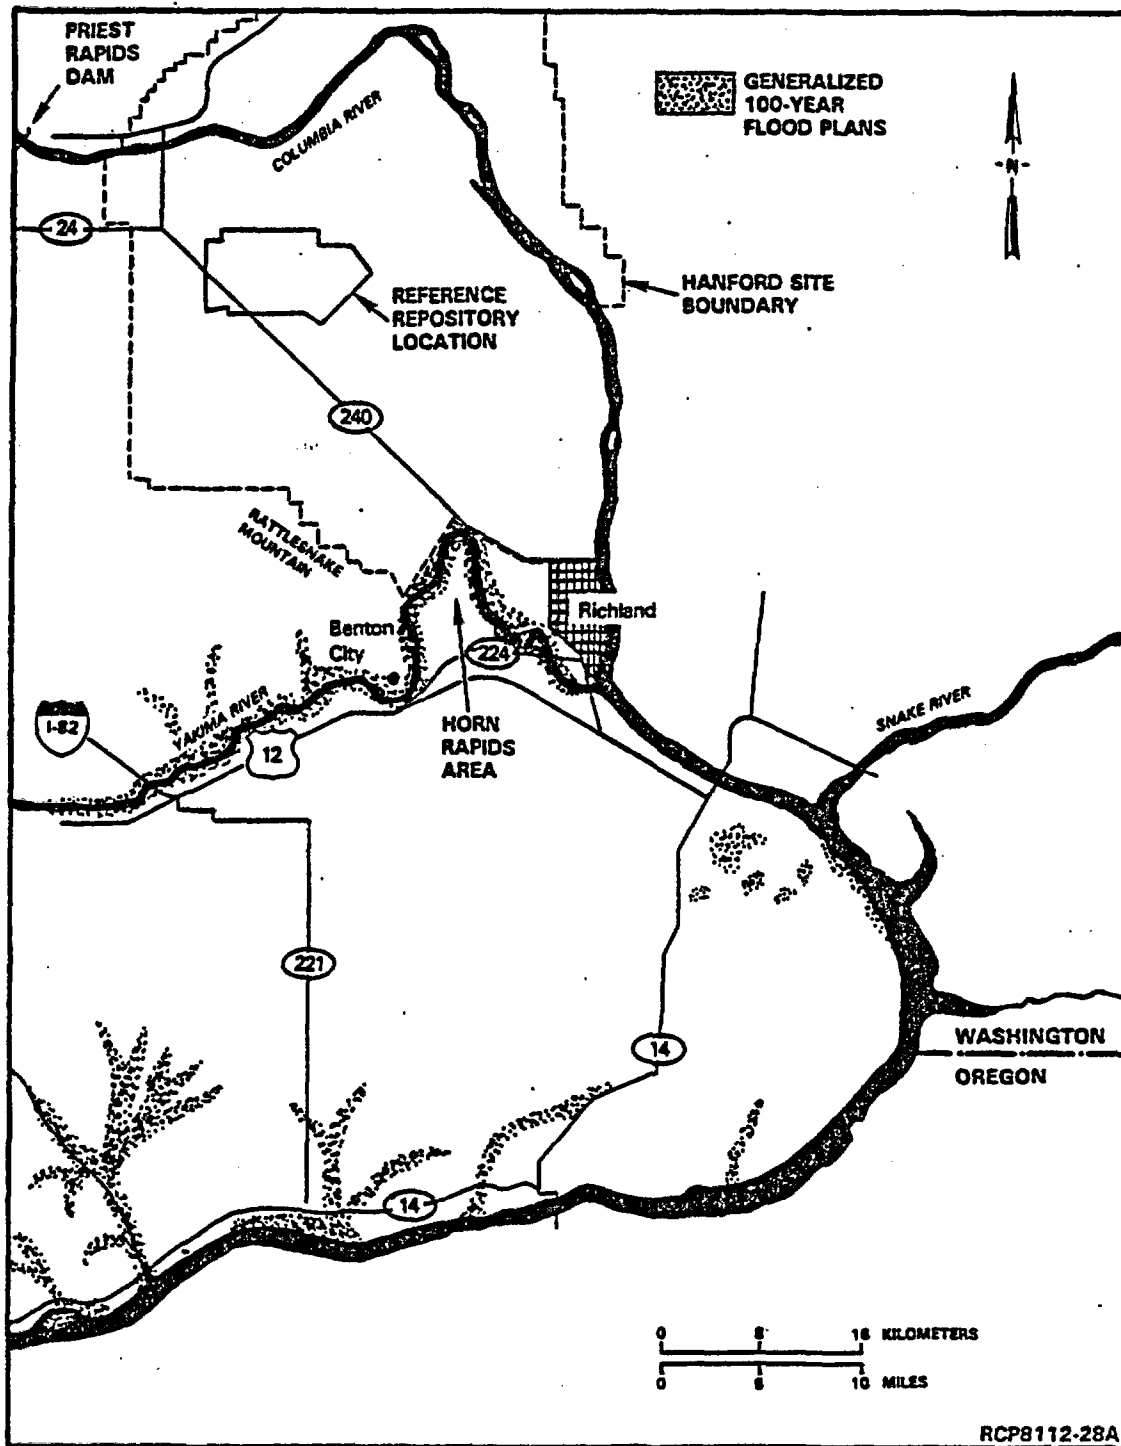 PRIEST
RAPIDS
DAM
COLUMBIA RIVER
GENERALIZED
100-YEAR
FLOOD PLANS
-N-
24
REFERENCE
REPOSITORY
LOCATION
HANFORD SITE
BOUNDARY
240
RATTLESNAKE
MOUNTAIN
Benton
City
Richland
224
HORN
RAPIDS
AREA
YAKIMA RIVER
I-82
12
SNAKE RIVER
221
14
WASHINGTON
OREGON
14
0 8 16 KILOMETERS
0 5 10 MILES
RCP8112-28A